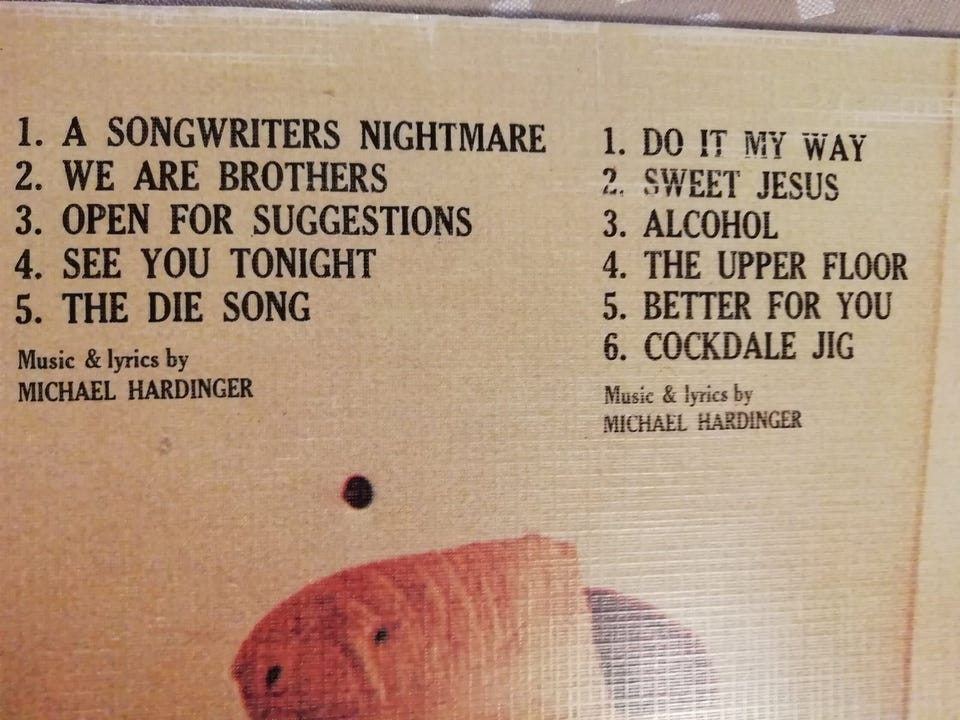 1. A SONGWRITERS NIGHTMARE
2. WE ARE BROTHERS
3. OPEN FOR SUGGESTIONS
4. SEE YOU TONIGHT
5. THE DIE SONG
Music & lyrics by
MICHAEL HARDINGER
1. DO IT MY WAY
2. SWEET JESUS
3. ALCOHOL
4. THE UPPER FLOOR
5. BETTER FOR YOU
6. COCKDALE JIG
Music & lyrics by
MICHAEL HARDINGER